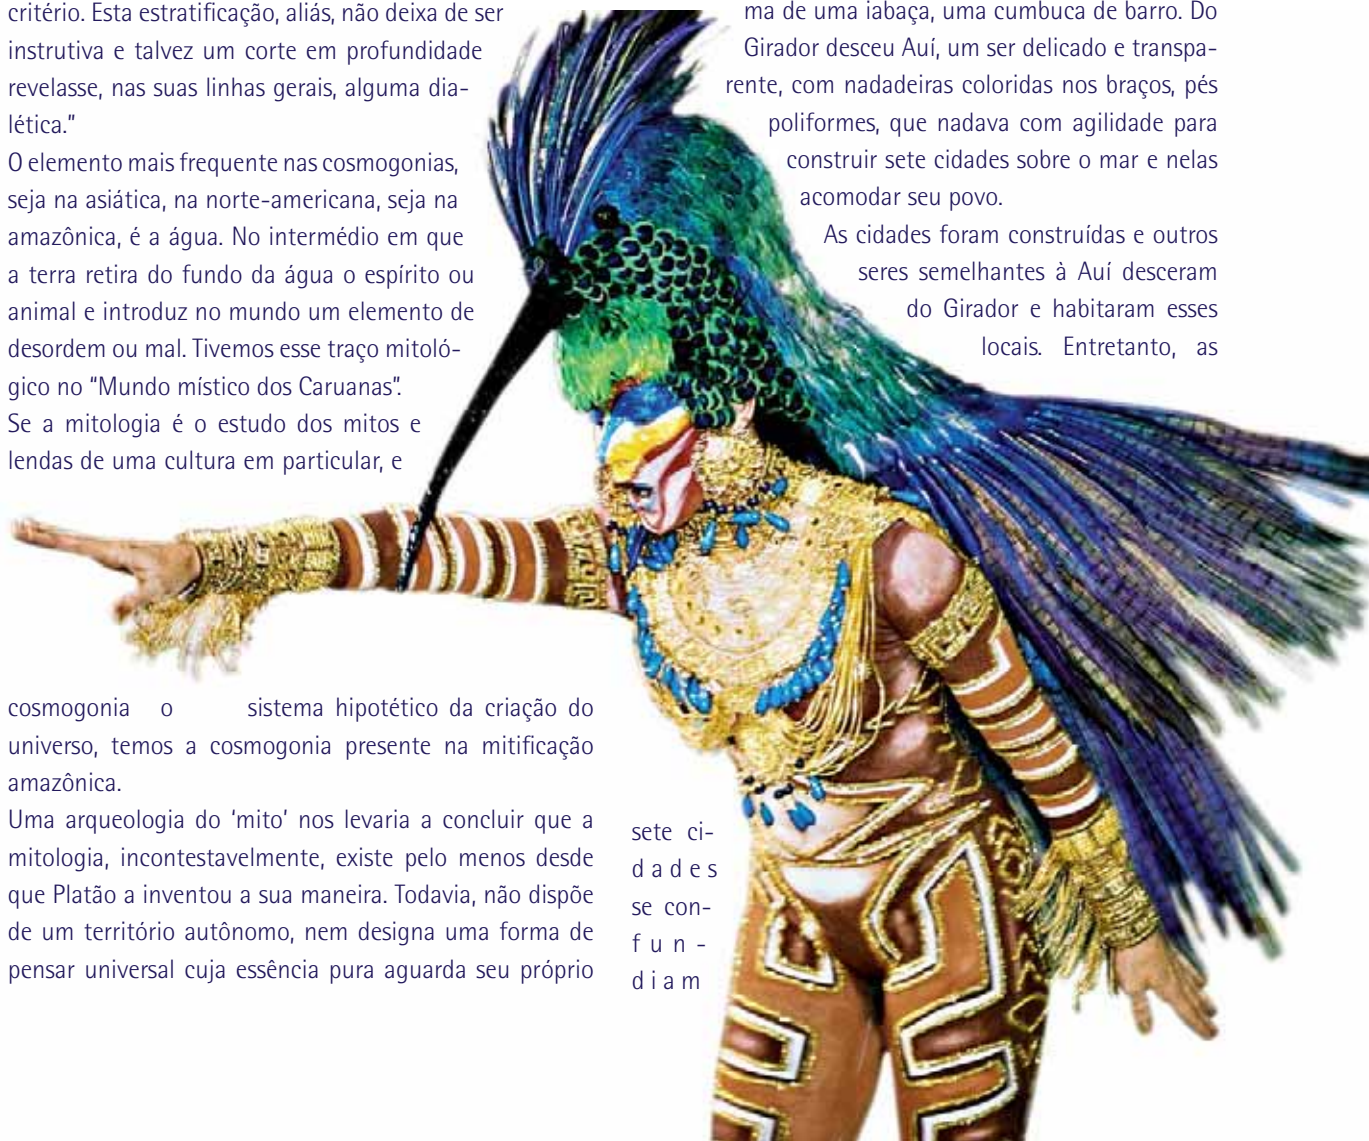 critério. Esta estratificação, aliás, não deixa de ser
instrutiva e talvez um corte em profundidade
revelasse, nas suas linhas gerais, alguma dia-
lética.”
O elemento mais frequente nas cosmogonias,
seja na asiática, na norte-americana, seja na
amazônica, é a água. No intermédio em que
a terra retira do fundo da água o espírito ou
animal e introduz no mundo um elemento de
desordem ou mal. Tivemos esse traço mitoló-
gico no “Mundo místico dos Caruanas”.
Se a mitologia é o estudo dos mitos e
lendas de uma cultura em particular, e
cosmogonia o sistema hipotético da criação do
universo, temos a cosmogonia presente na mitificação
amazônica.
Uma arqueologia do ‘mito’ nos levaria a concluir que a
mitologia, incontestavelmente, existe pelo menos desde
que Platão a inventou a sua maneira. Todavia, não dispõe
de um território autônomo, nem designa uma forma de
pensar universal cuja essência pura aguarda seu próprio
ma de uma iabaça, uma cumbuca de barro. Do
Girador desceu Auí, um ser delicado e transpa-
rente, com nadadeiras coloridas nos braços, pés
poliformes, que nadava com agilidade para
construir sete cidades sobre o mar e nelas
acomodar seu povo.
As cidades foram construídas e outros
seres semelhantes à Auí desceram
do Girador e habitaram esses
locais. Entretanto, as
sete ci-
dades
se con-
fun-
diam